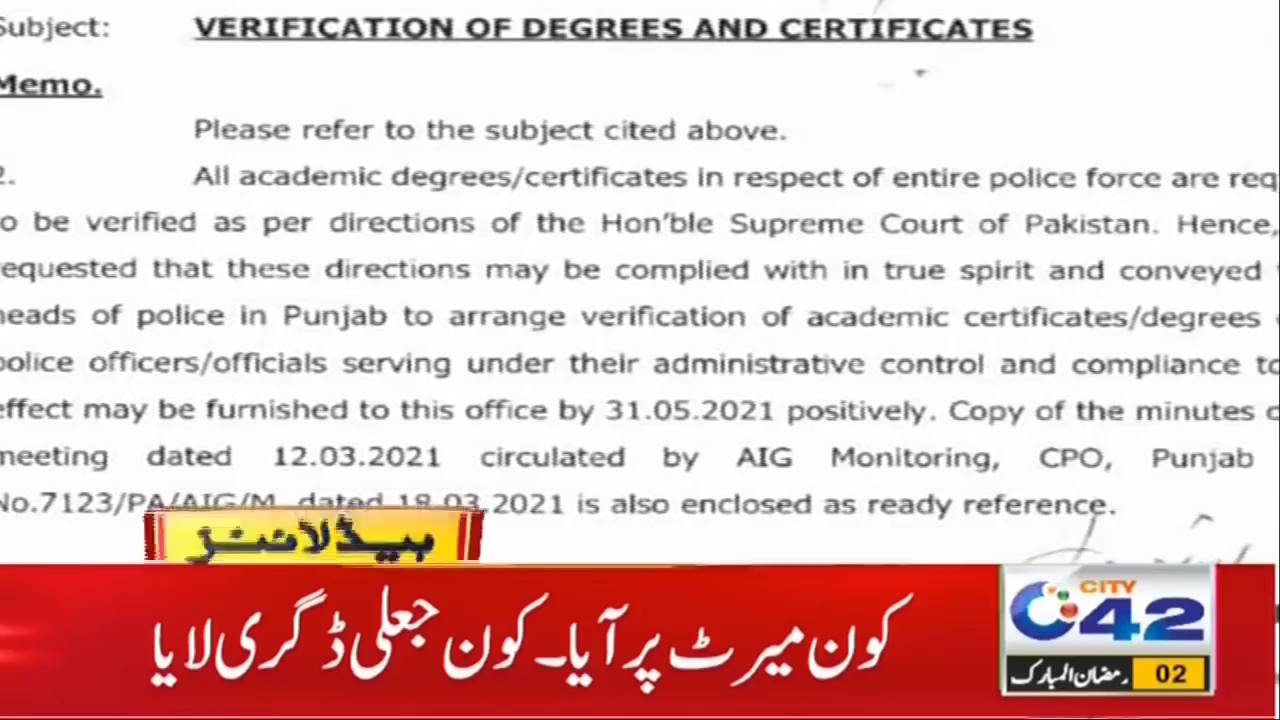 Subject: VERIFICATION OF DEGREES AND CERTIFICATES
Memo.
Please refer to the subject cited above.
2. All academic degrees/certificates in respect of entire police force are req
to be verified as per directions of the Hon'ble Supreme Court of Pakistan. Hence,
requested that these directions may be complied with in true spirit and conveyed
heads of police in Punjab to arrange verification of academic certificates/degrees
police officers/officials serving under their administrative control and compliance to
effect may be furnished to this office by 31.05.2021 positively. Copy of the minutes o
meeting dated 12.03.2021 circulated by AIG Monitoring, CPO, Punjab
No.7123/PA/AIG/M, dated 18.03.2021 is also enclosed as ready reference.
ہیڈلائنز
کون میرٹ پر آیا۔ کون جعلی ڈگری لایا
CITY
42
02 رمضان المبارک